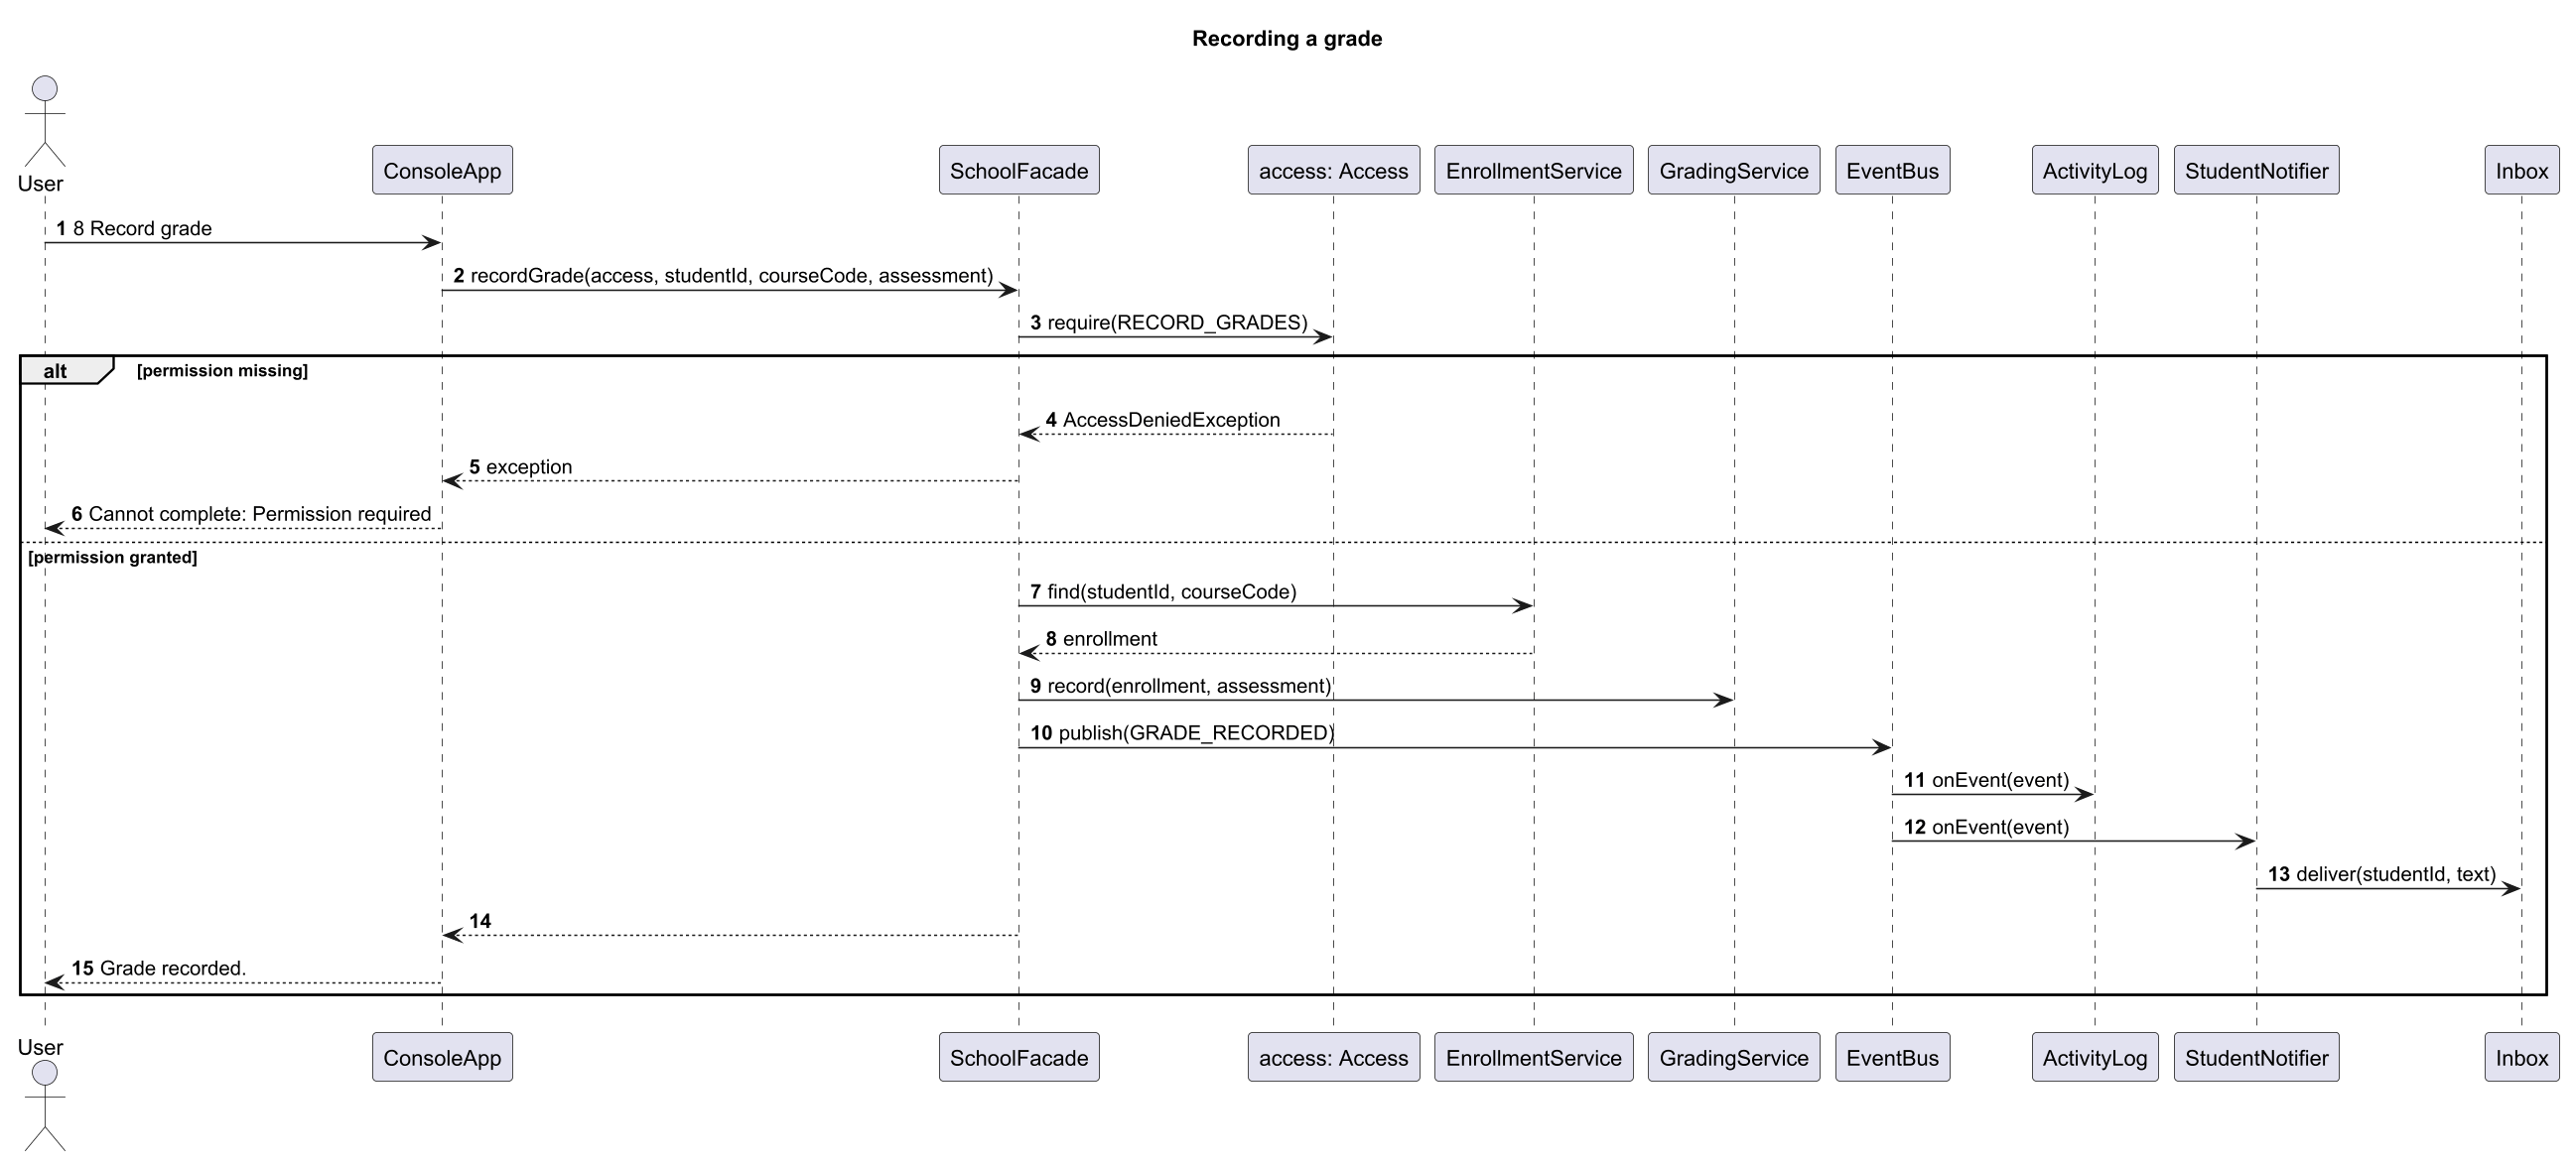 Recording a grade
User
ConsoleApp
SchoolFacade
access: Access
EnrollmentService
GradingService
EventBus
ActivityLog
StudentNotifier
Inbox
1 8 Record grade
2 recordGrade(access, studentId, courseCode, assessment)
3 require(RECORD_GRADES)
alt [permission missing]
4 AccessDeniedException
5 exception
6 Cannot complete: Permission required
[permission granted]
7 find(studentId, courseCode)
8 enrollment
9 record(enrollment, assessment)
10 publish(GRADE_RECORDED)
11 onEvent(event)
12 onEvent(event)
13 deliver(studentId, text)
14
15 Grade recorded.
User
ConsoleApp
SchoolFacade
access: Access
EnrollmentService
GradingService
EventBus
ActivityLog
StudentNotifier
Inbox